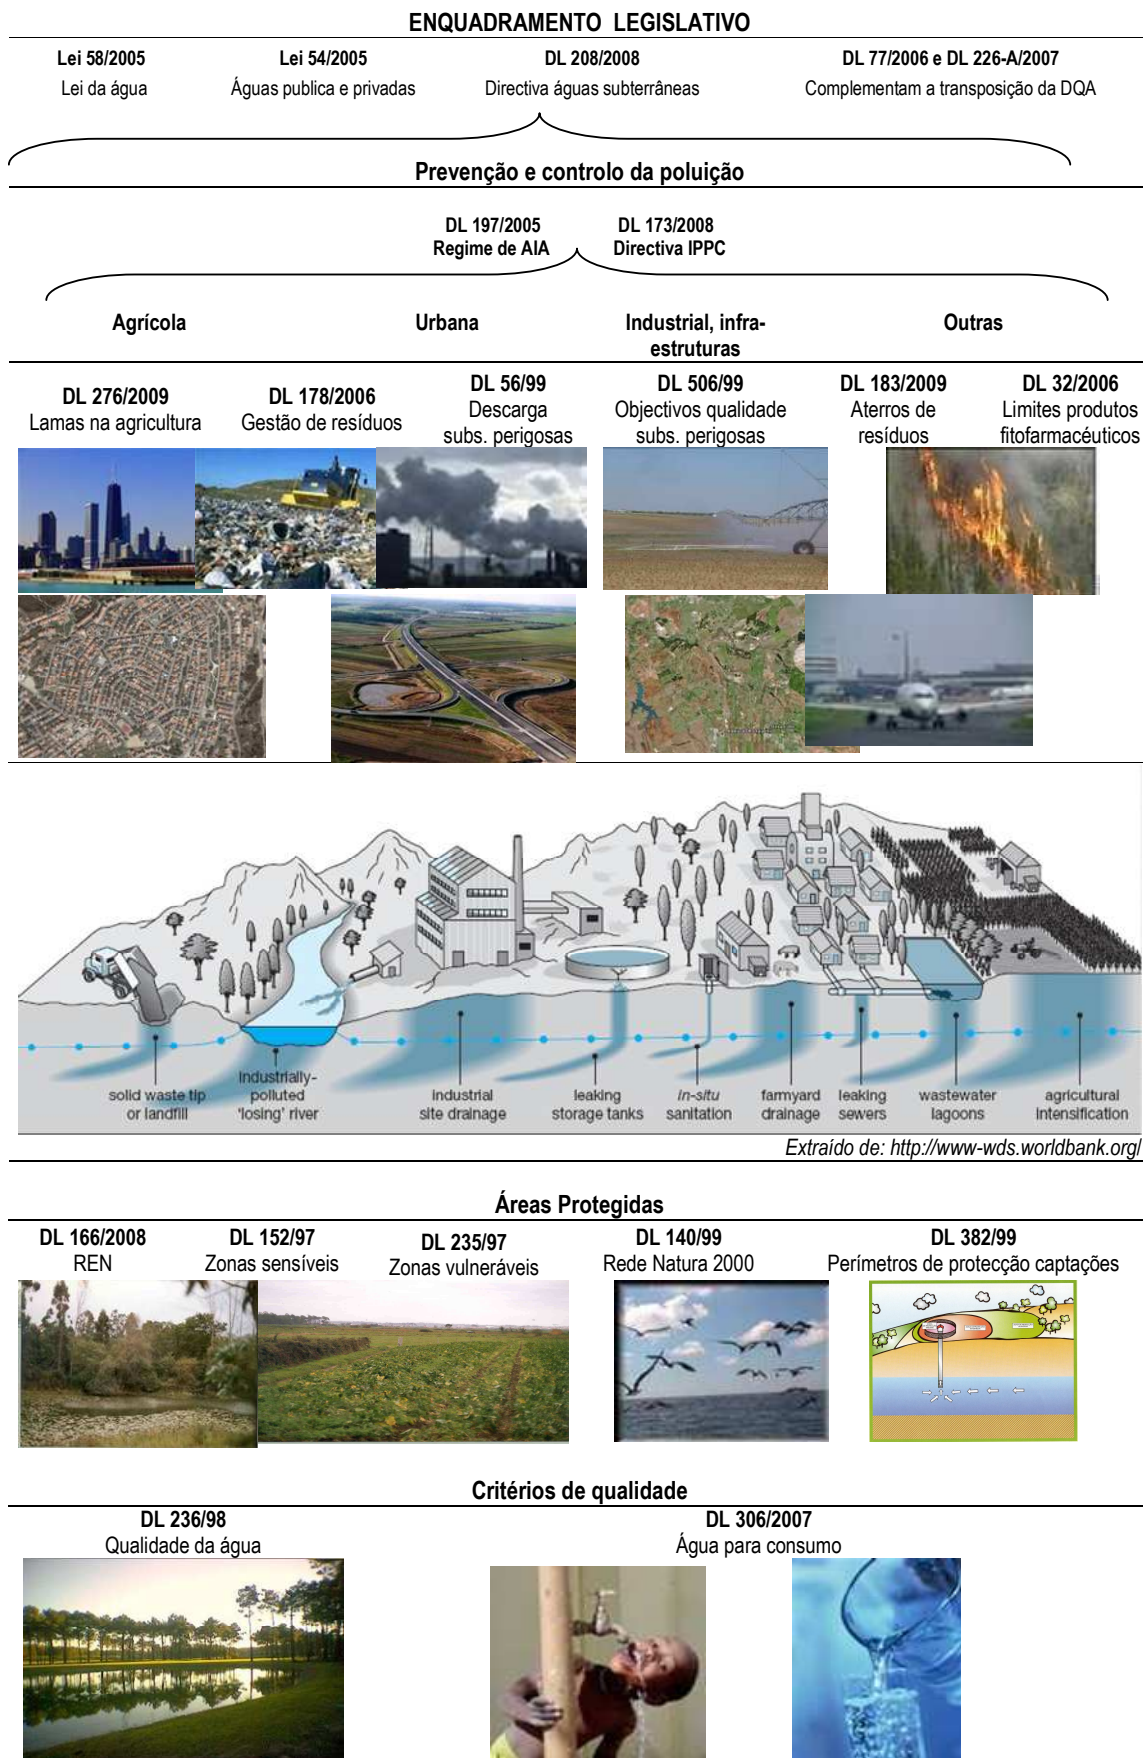 ENQUADRAMENTO LEGISLATIVO
Lei 58/2005 Lei 54/2005 DL 208/2008 DL 77/2006 e DL 226-A/2007
Lei da água Águas publica e privadas Directiva águas subterrâneas Complementam a transposição da DQA
Prevenção e controlo da poluição
DL 197/2005 DL 173/2008
Regime de AIA Directiva IPPC
Agrícola Urbana Industrial, infra-
estruturas Outras
DL 276/2009
Lamas na agricultura
DL 178/2006
Gestão de resíduos
DL 56/99
Descarga
subs. perigosas
DL 506/99
Objectivos qualidade
subs. perigosas
DL 183/2009
Aterros de
resíduos
DL 32/2006
Limites produtos
fitofarmacéuticos
solid waste tip
or landfill
industrially-
polluted
'losing' river
industrial
site drainage
leaking
storage tanks
in-situ
sanitation
farmyard
drainage
leaking
sewers
wastewater
lagoons
agricultural
intensification
Extraído de: http://www-wds.worldbank.org/
Áreas Protegidas
DL 166/2008
REN
DL 152/97
Zonas sensíveis
DL 235/97
Zonas vulneráveis
DL 140/99
Rede Natura 2000
DL 382/99
Perímetros de protecção captações
Critérios de qualidade
DL 236/98
Qualidade da água
DL 306/2007
Água para consumo